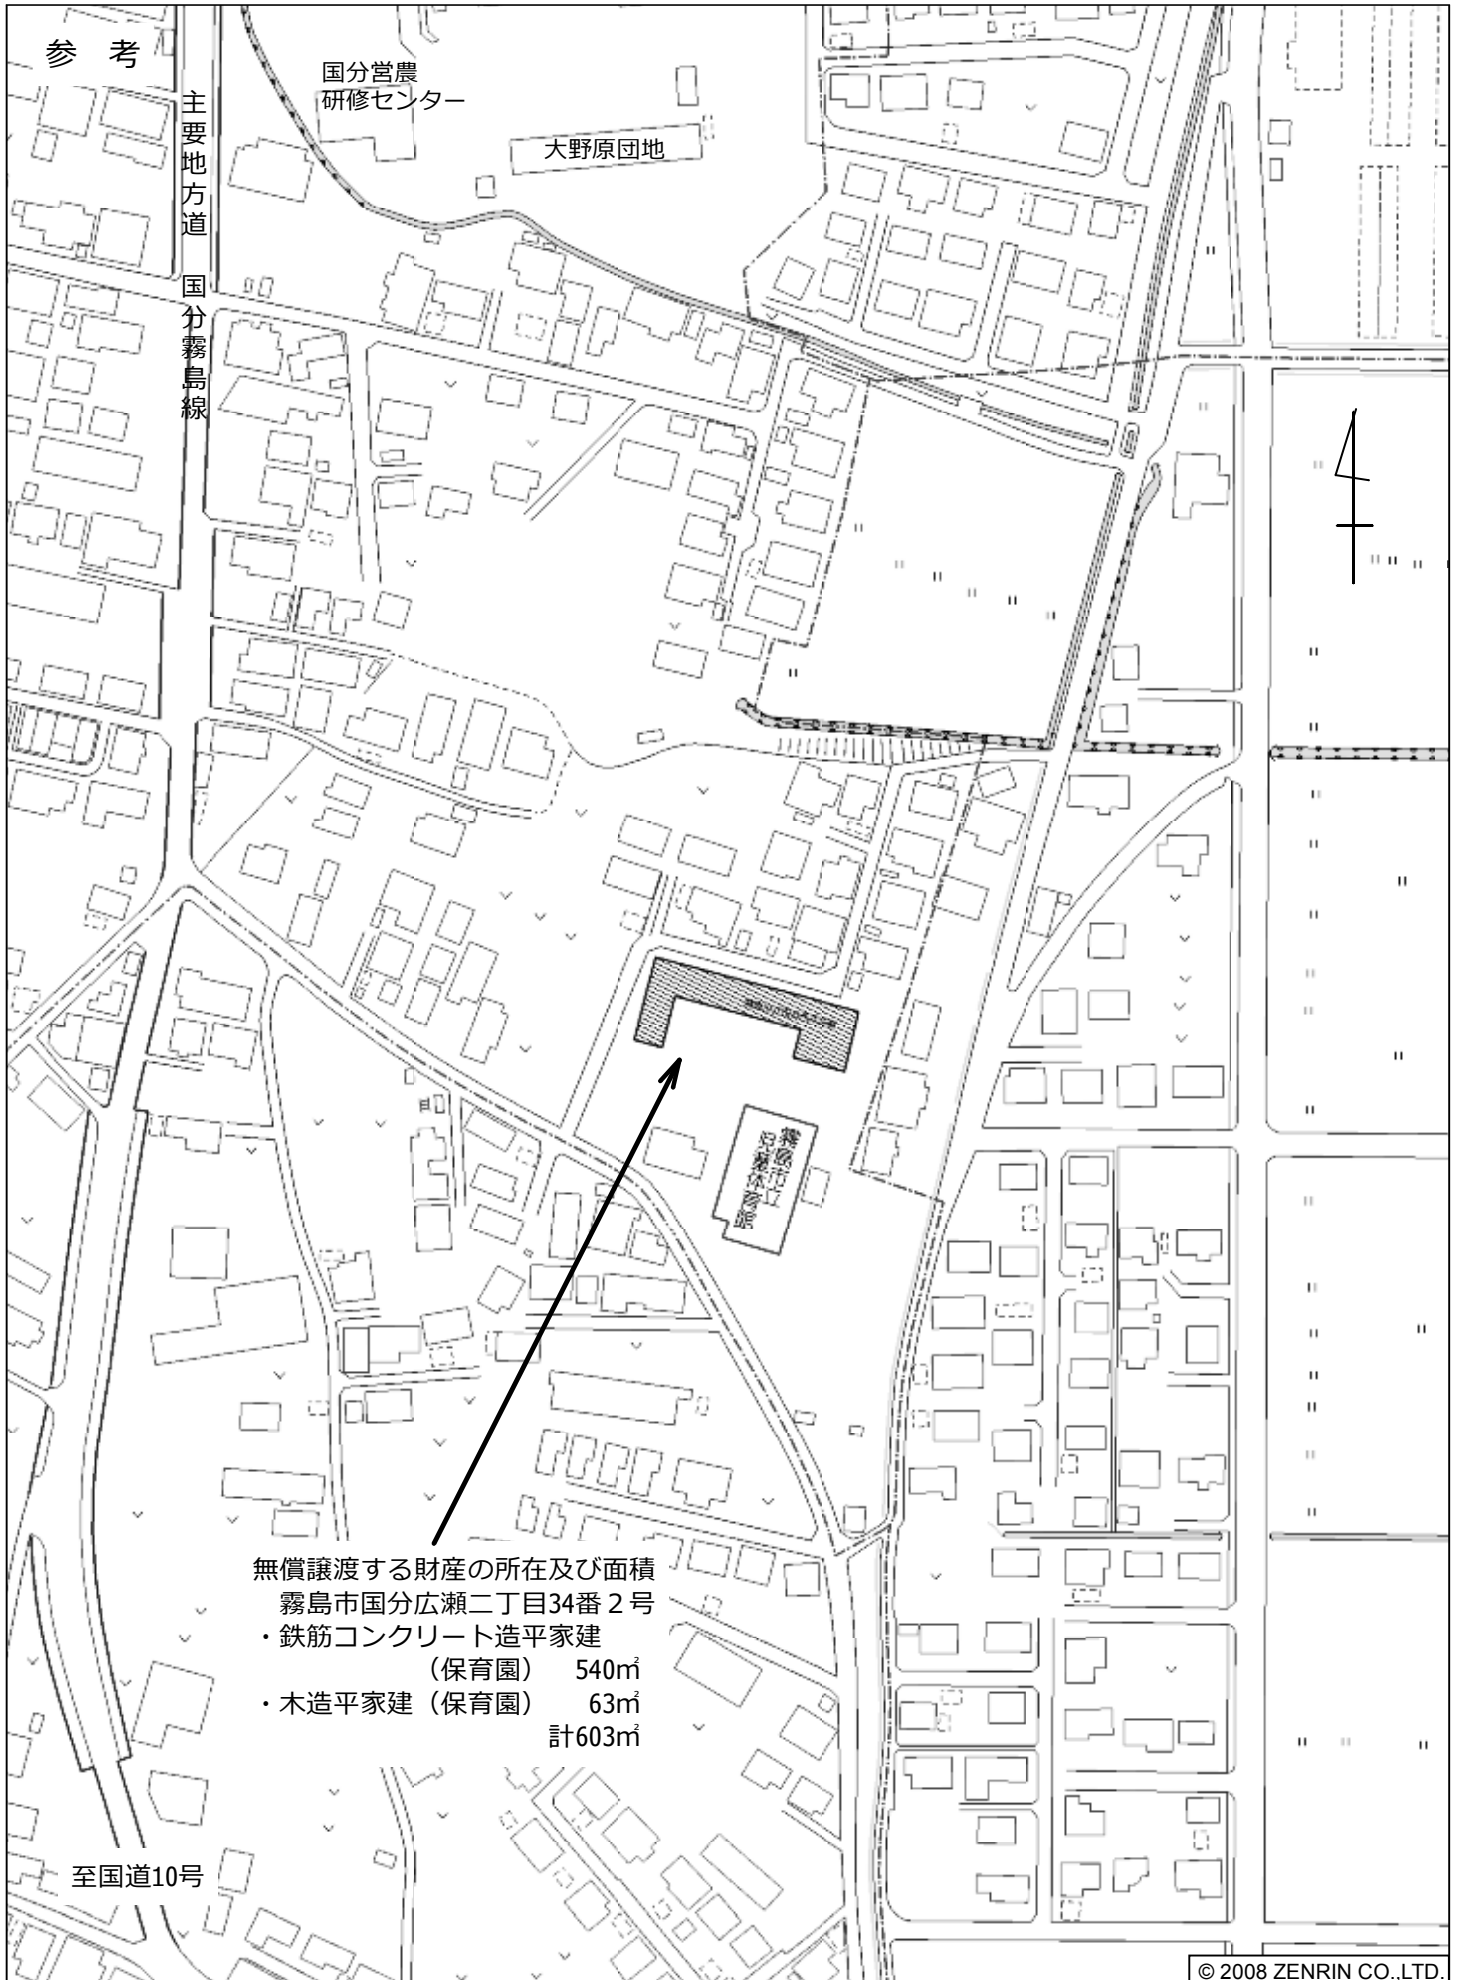 参　考
国分営農
研修センター
大野原団地
主要地方道　国分霧島線
霧島市立
児童体育館
無償譲渡する財産の所在及び面積
霧島市国分広瀬二丁目34番２号
・鉄筋コンクリート造平家建
（保育園）　540㎡
・木造平家建（保育園）　63㎡
計603㎡
至国道10号
© 2008 ZENRIN CO.,LTD.